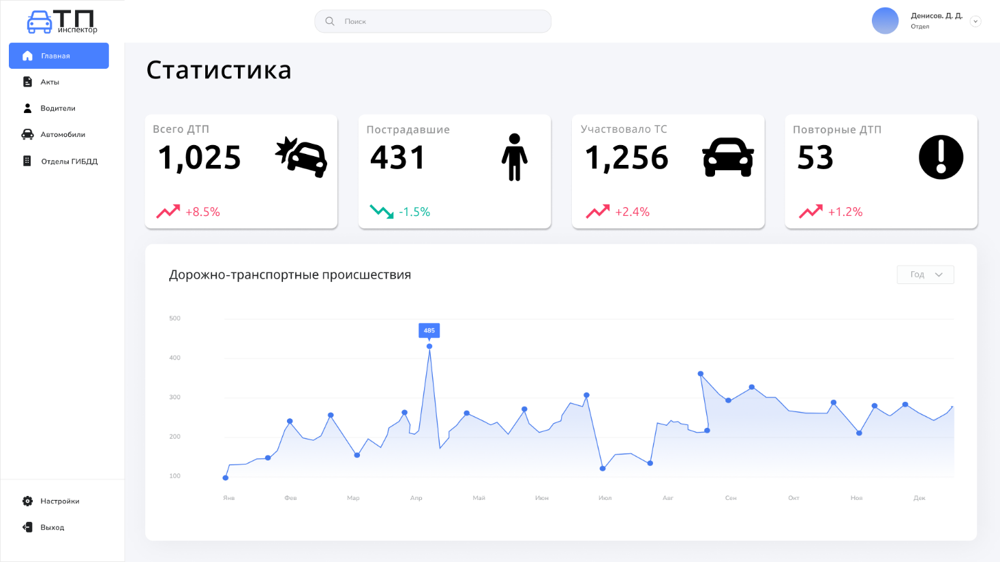 ДТП
инспектор
Поиск
Денисов. Д. Д.
Отдел
Главная
Акты
Водители
Автомобили
Отделы ГИБДД
Настройки
Выход
Статистика
Всего ДТП
1,025
+8.5%
Пострадавшие
431
-1.5%
Участвовало ТС
1,256
+2.4%
Повторные ДТП
53
+1.2%
Дорожно-транспортные происшествия
Год
500
400
300
200
100
485
Янв Фев Мар Апр Май Июн Июл Авг Сен Окт Ноя Дек